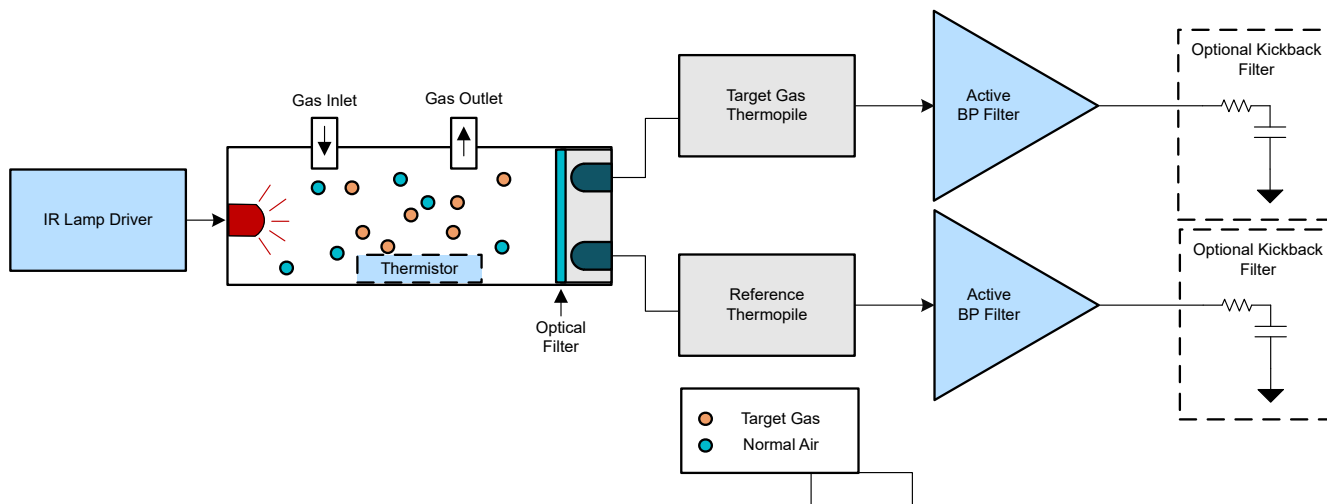 IR Lamp Driver
Gas Inlet
Gas Outlet
Thermistor
Optical
Filter
Target Gas
Thermopile
Reference
Thermopile
Active
BP Filter
Active
BP Filter
Optional Kickback
Filter
Optional Kickback
Filter
Target Gas
Normal Air